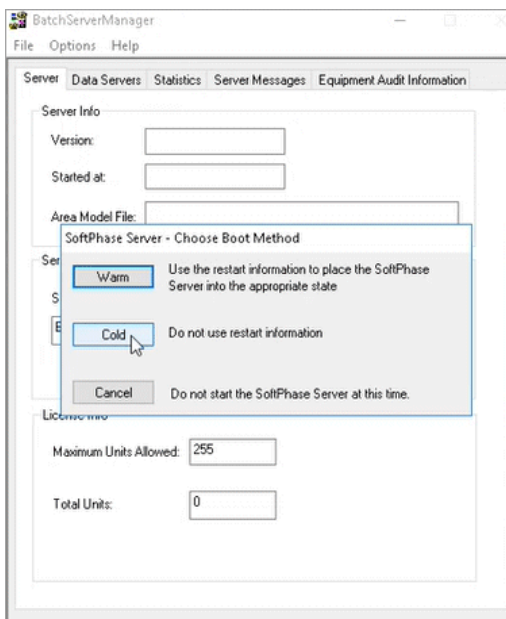 BatchServerManager
File Options Help
Server Data Servers Statistics Server Messages Equipment Audit Information
Server Info
Version:
Started at:
Area Model File:
SoftPhase Server - Choose Boot Method
Warm
Use the restart information to place the SoftPhase
Server into the appropriate state
Cold
Do not use restart information
Cancel
Do not start the SoftPhase Server at this time.
Maximum Units Allowed: 255
Total Units: 0